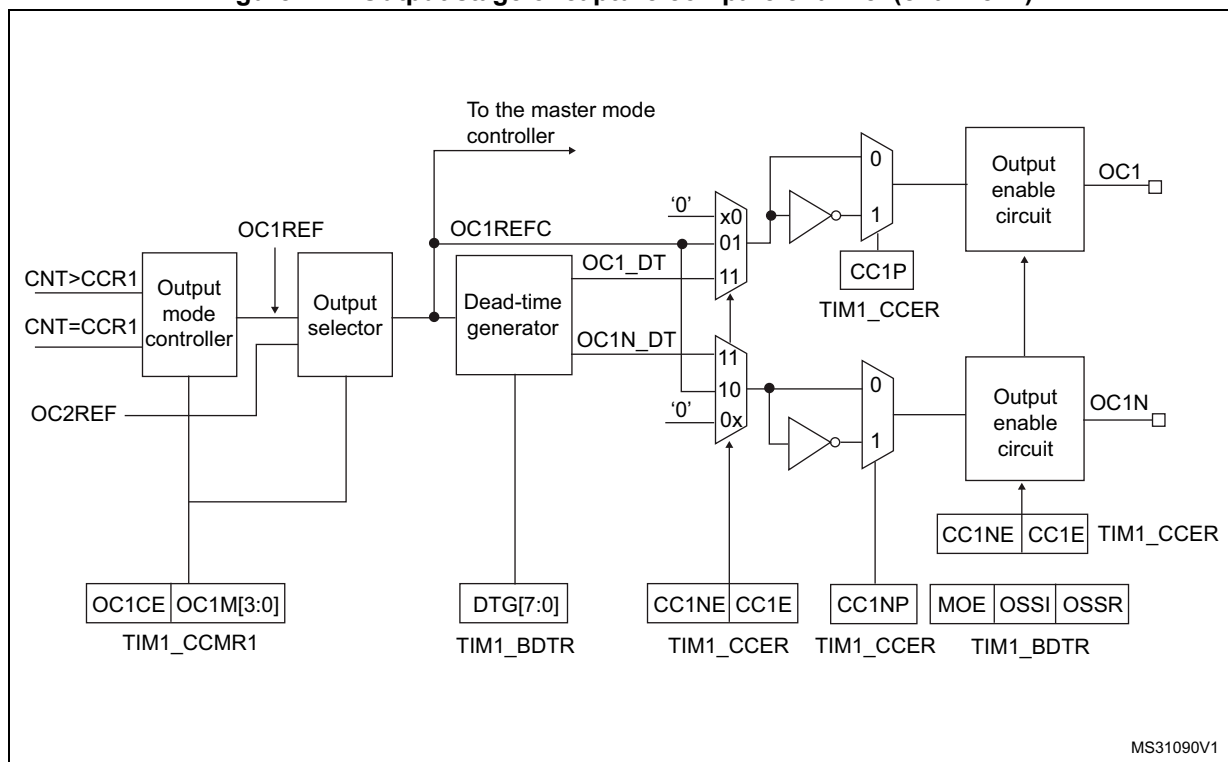 To the master mode
controller
OC1REF
OC1REFC
CNT>CCR1
CNT=CCR1
OC2REF
Output
mode
controller
Output
selector
Dead-time
generator
OC1_DT
OC1N_DT
‘0’
x0
01
11
11
10
0x
‘0’
0
1
CC1P
TIM1_CCER
0
1
Output
enable
circuit
OC1
Output
enable
circuit
OC1N
CC1NE CC1E TIM1_CCER
OC1CE OC1M[3:0]
TIM1_CCMR1
DTG[7:0]
TIM1_BDTR
CC1NE CC1E
TIM1_CCER
CC1NP
TIM1_CCER
MOE OSSI OSSR
TIM1_BDTR
MS31090V1